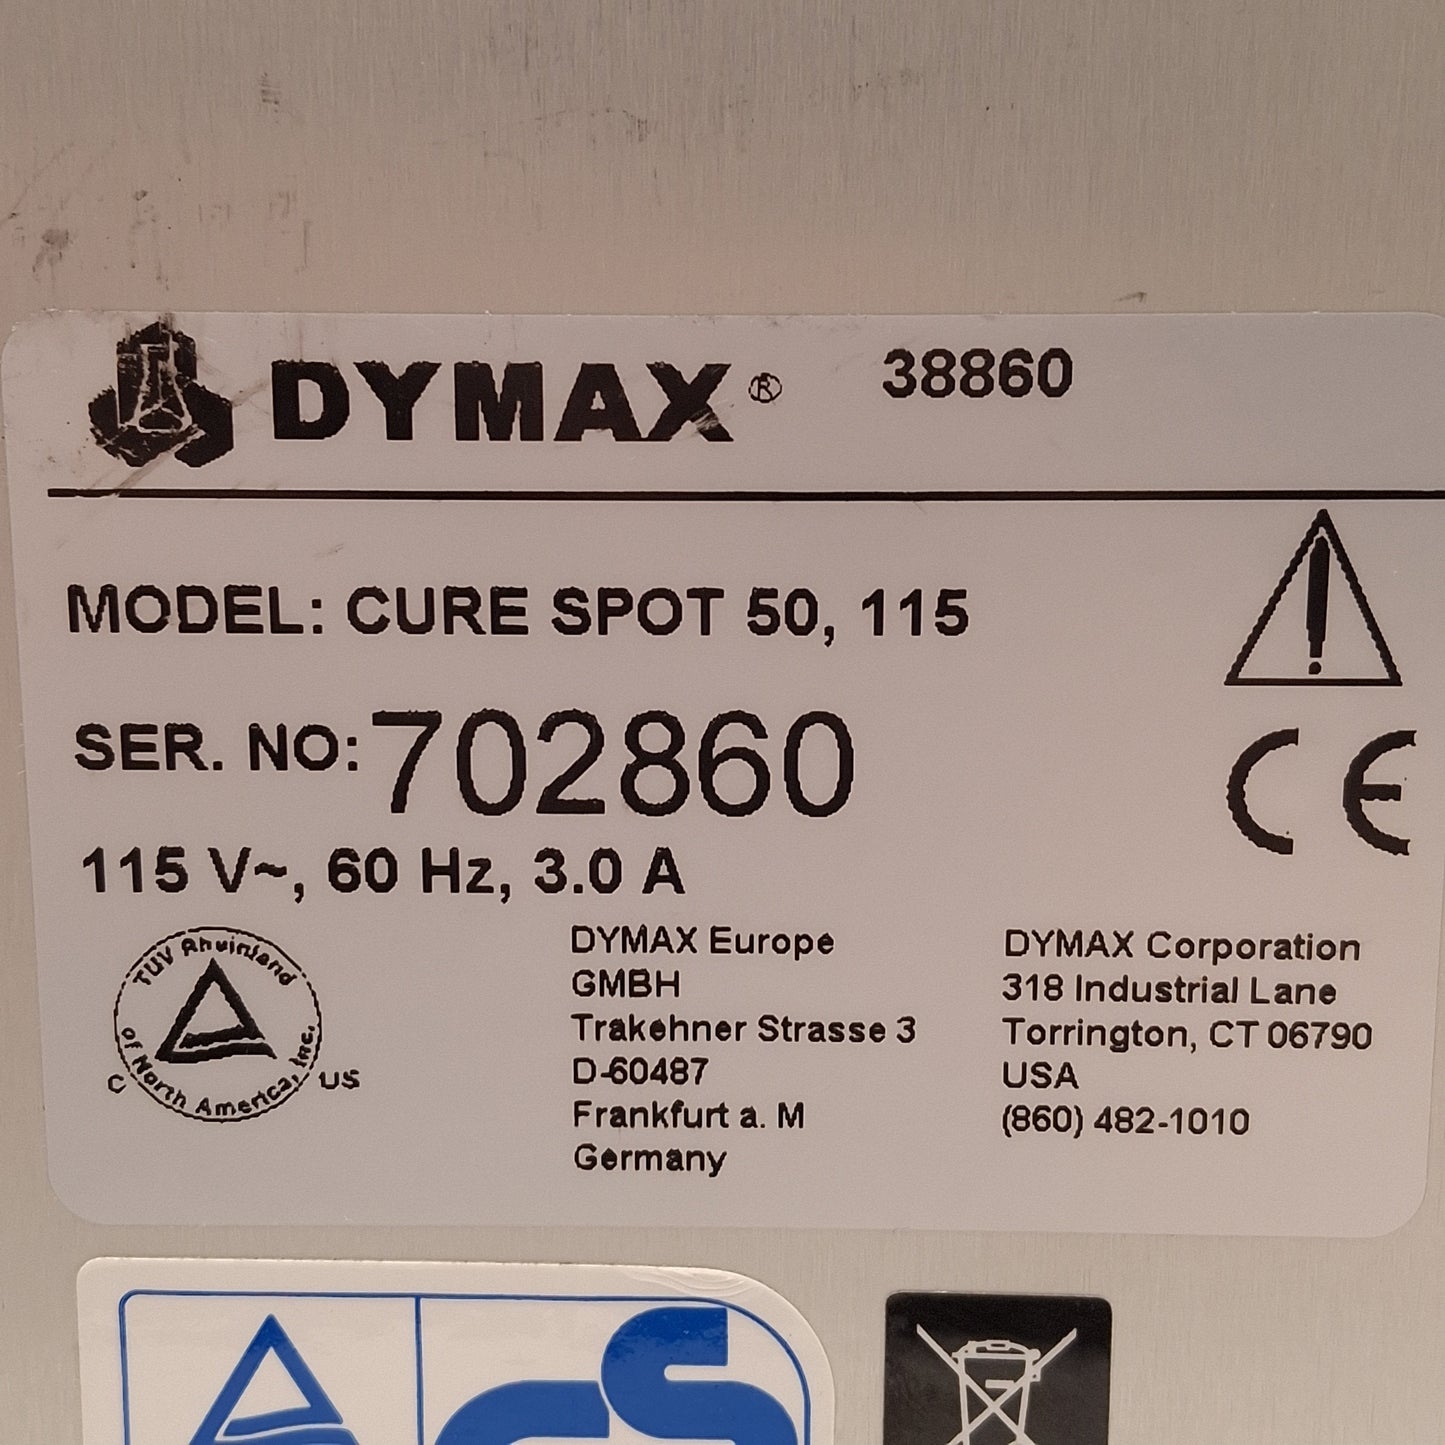 DYMAX® 38860
MODEL: CURE SPOT 50, 115
SER. NO: 702860
115 V~, 60 Hz, 3.0 A
CE
TUV Rheinland
of North America, Inc.
C US
DYMAX Europe
GMBH
Trakehner Strasse 3
D-60487
Frankfurt a. M
Germany
DYMAX Corporation
318 Industrial Lane
Torrington, CT 06790
USA
(860) 482-1010
GS